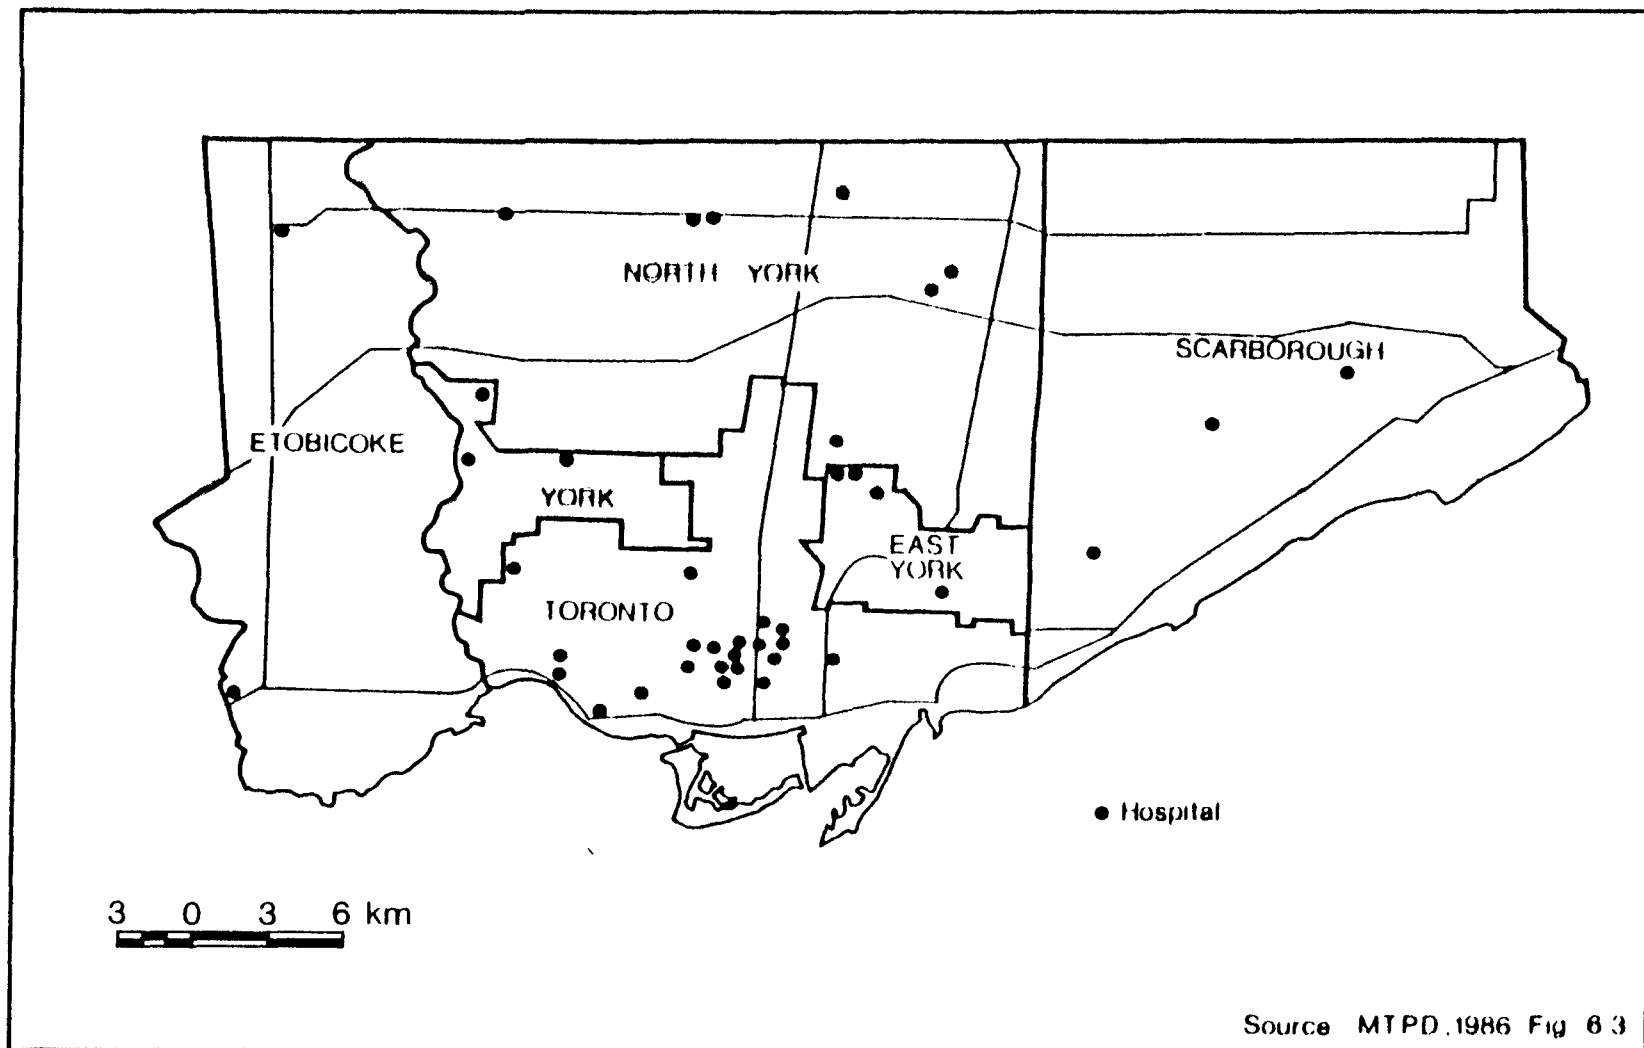 NORTH YORK
SCARBOROUGH
ETOBICOKE
YORK
EAST
YORK
TORONTO
Hospital
3 0 3 6 km
Source MTPD, 1986 Fig 6 3